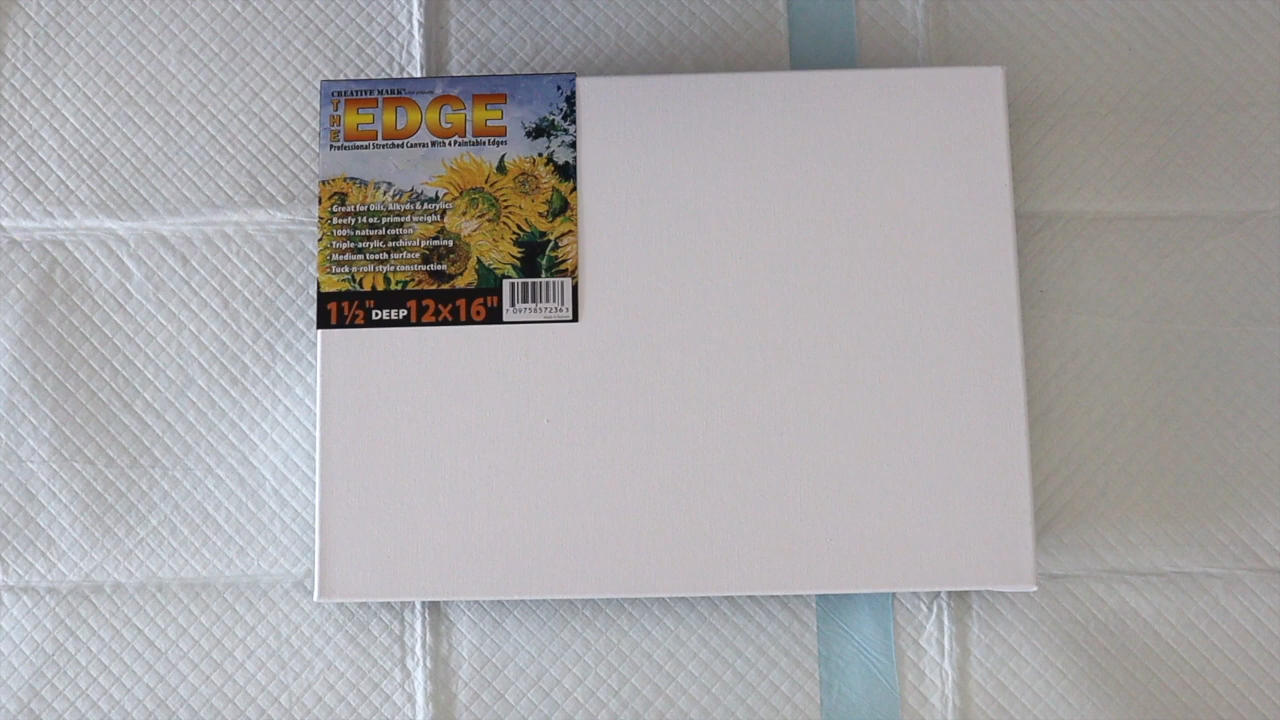 CREATIVE MARK
THE EDGE
Professional Stretched Canvas With 4 Paintable Edges
• Great for Oils, Alkyds & Acrylics
• Beefy 14 oz. primed weight
• 100% natural cotton
• Triple-acrylic, archival priming
• Medium tooth surface
• Tuck-n-roll style construction
1½" DEEP 12x16"
7 09758572363